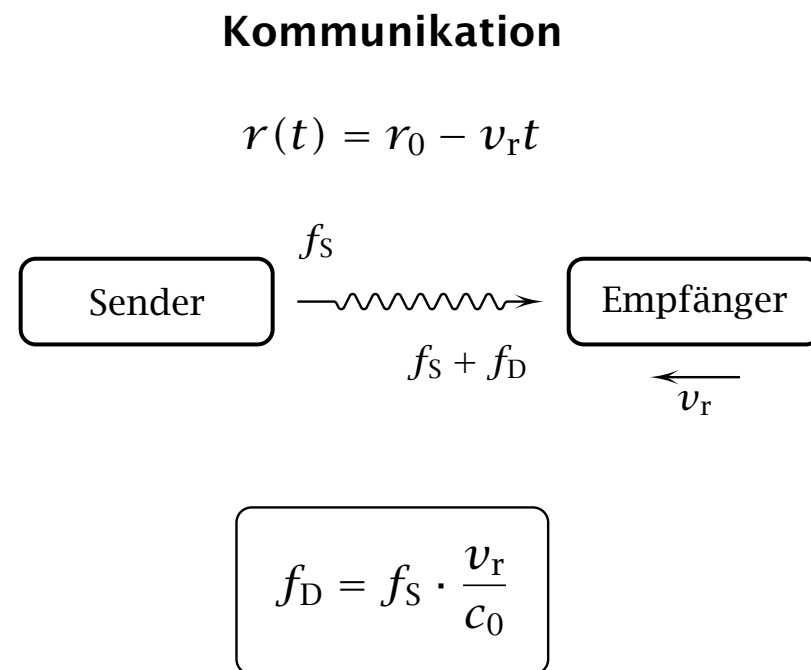 Kommunikation
r(t) = r₀ − v_r t
f_S
Sender
Empfänger
f_S + f_D
v_r
f_D = f_S · v_r / c₀